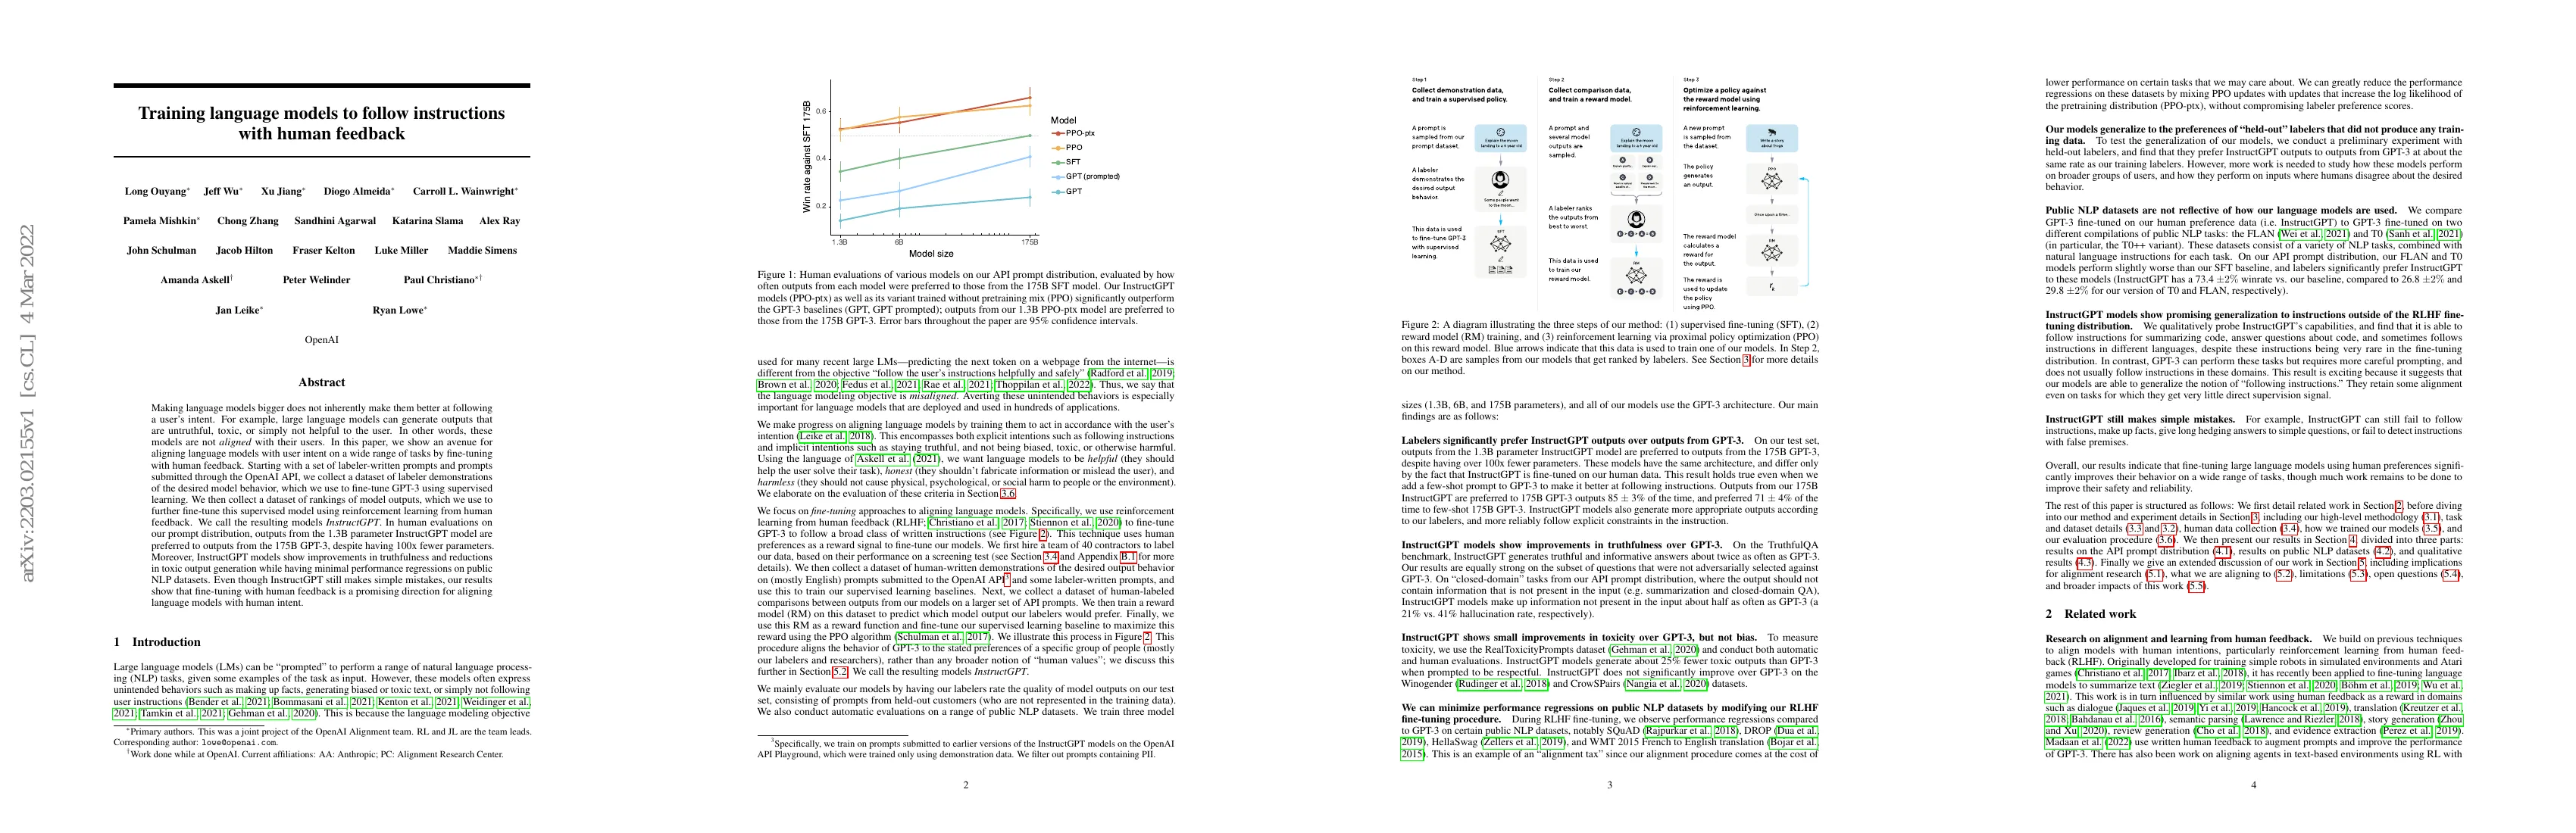 arXiv:2203.02155v1 [cs.CL] 4 Mar 2022
Training language models to follow instructions
with human feedback
Long Ouyang∗ Jeff Wu∗ Xu Jiang∗ Diogo Almeida∗ Carroll L. Wainwright∗
Pamela Mishkin∗ Chong Zhang Sandhini Agarwal Katarina Slama Alex Ray
John Schulman Jacob Hilton Fraser Kelton Luke Miller Maddie Simens
Amanda Askell† Peter Welinder Paul Christiano∗†
Jan Leike∗ Ryan Lowe∗
OpenAI
Abstract
Making language models bigger does not inherently make them better at following
a user's intent. For example, large language models can generate outputs that
are untruthful, toxic, or simply not helpful to the user. In other words, these
models are not aligned with their users. In this paper, we show an avenue for
aligning language models with user intent on a wide range of tasks by fine-tuning
with human feedback. Starting with a set of labeler-written prompts and prompts
submitted through the OpenAI API, we collect a dataset of labeler demonstrations
of the desired model behavior, which we use to fine-tune GPT-3 using supervised
learning. We then collect a dataset of rankings of model outputs, which we use to
further fine-tune this supervised model using reinforcement learning from human
feedback. We call the resulting models InstructGPT. In human evaluations on
our prompt distribution, outputs from the 1.3B parameter InstructGPT model are
preferred to outputs from the 175B GPT-3, despite having 100x fewer parameters.
Moreover, InstructGPT models show improvements in truthfulness and reductions
in toxic output generation while having minimal performance regressions on public
NLP datasets. Even though InstructGPT still makes simple mistakes, our results
show that fine-tuning with human feedback is a promising direction for aligning
language models with human intent.
1 Introduction
Large language models (LMs) can be “prompted” to perform a range of natural language process-
ing (NLP) tasks, given some examples of the task as input. However, these models often express
unintended behaviors such as making up facts, generating biased or toxic text, or simply not following
user instructions (Bender et al., 2021; Bommasani et al., 2021; Kenton et al., 2021; Weidinger et al.,
2021; Tamkin et al., 2021; Gehman et al., 2020). This is because the language modeling objective
∗Primary authors. This was a joint project of the OpenAI Alignment team. RL and JL are the team leads.
Corresponding author: lowe@openai.com.
†Work done while at OpenAI. Current affiliations: AA: Anthropic; PC: Alignment Research Center.
Win rate against SFT 175B
0.6
0.4
0.2
1.3B 6B 175B
Model size
Model
PPO-ptx
PPO
SFT
GPT (prompted)
GPT
Figure 1: Human evaluations of various models on our API prompt distribution, evaluated by how
often outputs from each model were preferred to those from the 175B SFT model. Our InstructGPT
models (PPO-ptx) as well as its variant trained without pretraining mix (PPO) significantly outperform
the GPT-3 baselines (GPT, GPT prompted); outputs from our 1.3B PPO-ptx model are preferred to
those from the 175B GPT-3. Error bars throughout the paper are 95% confidence intervals.
used for many recent large LMs—predicting the next token on a webpage from the internet—is
different from the objective “follow the user's instructions helpfully and safely” (Radford et al., 2019;
Brown et al., 2020; Fedus et al., 2021; Rae et al., 2021; Thoppilan et al., 2022). Thus, we say that
the language modeling objective is misaligned. Averting these unintended behaviors is especially
important for language models that are deployed and used in hundreds of applications.
We make progress on aligning language models by training them to act in accordance with the user's
intention (Leike et al., 2018). This encompasses both explicit intentions such as following instructions
and implicit intentions such as staying truthful, and not being biased, toxic, or otherwise harmful.
Using the language of Askell et al. (2021), we want language models to be helpful (they should
help the user solve their task), honest (they shouldn't fabricate information or mislead the user), and
harmless (they should not cause physical, psychological, or social harm to people or the environment).
We elaborate on the evaluation of these criteria in Section 3.6.
We focus on fine-tuning approaches to aligning language models. Specifically, we use reinforcement
learning from human feedback (RLHF; Christiano et al., 2017; Stiennon et al., 2020) to fine-tune
GPT-3 to follow a broad class of written instructions (see Figure 2). This technique uses human
preferences as a reward signal to fine-tune our models. We first hire a team of 40 contractors to label
our data, based on their performance on a screening test (see Section 3.4 and Appendix B.1 for more
details). We then collect a dataset of human-written demonstrations of the desired output behavior
on (mostly English) prompts submitted to the OpenAI API3 and some labeler-written prompts, and
use this to train our supervised learning baselines. Next, we collect a dataset of human-labeled
comparisons between outputs from our models on a larger set of API prompts. We then train a reward
model (RM) on this dataset to predict which model output our labelers would prefer. Finally, we
use this RM as a reward function and fine-tune our supervised learning baseline to maximize this
reward using the PPO algorithm (Schulman et al., 2017). We illustrate this process in Figure 2. This
procedure aligns the behavior of GPT-3 to the stated preferences of a specific group of people (mostly
our labelers and researchers), rather than any broader notion of “human values”; we discuss this
further in Section 5.2. We call the resulting models InstructGPT.
We mainly evaluate our models by having our labelers rate the quality of model outputs on our test
set, consisting of prompts from held-out customers (who are not represented in the training data).
We also conduct automatic evaluations on a range of public NLP datasets. We train three model
3Specifically, we train on prompts submitted to earlier versions of the InstructGPT models on the OpenAI
API Playground, which were trained only using demonstration data. We filter out prompts containing PII.
2
Step 1
Collect demonstration data,
and train a supervised policy.
A prompt is
sampled from our
prompt dataset.
Explain the moon
landing to a 6 year old
A labeler
demonstrates the
desired output
behavior.
Some people went
to the moon...
This data is used
to fine-tune GPT-3
with supervised
learning.
SFT
Step 2
Collect comparison data,
and train a reward model.
A prompt and
several model
outputs are
sampled.
Explain the moon
landing to a 6 year old
A B
C D
A labeler ranks
the outputs from
best to worst.
D > C > A = B
This data is used
to train our
reward model.
RM
D > C > A = B
Step 3
Optimize a policy against
the reward model using
reinforcement learning.
A new prompt
is sampled from
the dataset.
Write a story
about frogs
The policy
generates
an output.
PPO
Once upon a time...
The reward model
calculates a
reward for
the output.
RM
The reward is
used to update
the policy
using PPO.
rk
Figure 2: A diagram illustrating the three steps of our method: (1) supervised fine-tuning (SFT), (2)
reward model (RM) training, and (3) reinforcement learning via proximal policy optimization (PPO)
on this reward model. Blue arrows indicate that this data is used to train one of our models. In Step 2,
boxes A-D are samples from our models that get ranked by labelers. See Section 3 for more details
on our method.
sizes (1.3B, 6B, and 175B parameters), and all of our models use the GPT-3 architecture. Our main
findings are as follows:
Labelers significantly prefer InstructGPT outputs over outputs from GPT-3. On our test set,
outputs from the 1.3B parameter InstructGPT model are preferred to outputs from the 175B GPT-3,
despite having over 100x fewer parameters. These models have the same architecture, and differ only
by the fact that InstructGPT is fine-tuned on our human data. This result holds true even when we
add a few-shot prompt to GPT-3 to make it better at following instructions. Outputs from our 175B
InstructGPT are preferred to 175B GPT-3 outputs 85 ± 3% of the time, and preferred 71 ± 4% of the
time to few-shot 175B GPT-3. InstructGPT models also generate more appropriate outputs according
to our labelers, and more reliably follow explicit constraints in the instruction.
InstructGPT models show improvements in truthfulness over GPT-3. On the TruthfulQA
benchmark, InstructGPT generates truthful and informative answers about twice as often as GPT-3.
Our results are equally strong on the subset of questions that were not adversarially selected against
GPT-3. On “closed-domain” tasks from our API prompt distribution, where the output should not
contain information that is not present in the input (e.g. summarization and closed-domain QA),
InstructGPT models make up information not present in the input about half as often as GPT-3 (a
21% vs. 41% hallucination rate, respectively).
InstructGPT shows small improvements in toxicity over GPT-3, but not bias. To measure
toxicity, we use the RealToxicityPrompts dataset (Gehman et al., 2020) and conduct both automatic
and human evaluations. InstructGPT models generate about 25% fewer toxic outputs than GPT-3
when prompted to be respectful. InstructGPT does not significantly improve over GPT-3 on the
Winogender (Rudinger et al., 2018) and CrowSPairs (Nangia et al., 2020) datasets.
We can minimize performance regressions on public NLP datasets by modifying our RLHF
fine-tuning procedure. During RLHF fine-tuning, we observe performance regressions compared
to GPT-3 on certain public NLP datasets, notably SQuAD (Rajpurkar et al., 2018), DROP (Dua et al.,
2019), HellaSwag (Zellers et al., 2019), and WMT 2015 French to English translation (Bojar et al.,
2015). This is an example of an “alignment tax” since our alignment procedure comes at the cost of
3
lower performance on certain tasks that we may care about. We can greatly reduce the performance
regressions on these datasets by mixing PPO updates with updates that increase the log likelihood of
the pretraining distribution (PPO-ptx), without compromising labeler preference scores.
Our models generalize to the preferences of “held-out” labelers that did not produce any train-
ing data. To test the generalization of our models, we conduct a preliminary experiment with
held-out labelers, and find that they prefer InstructGPT outputs to outputs from GPT-3 at about the
same rate as our training labelers. However, more work is needed to study how these models perform
on broader groups of users, and how they perform on inputs where humans disagree about the desired
behavior.
Public NLP datasets are not reflective of how our language models are used. We compare
GPT-3 fine-tuned on our human preference data (i.e. InstructGPT) to GPT-3 fine-tuned on two
different compilations of public NLP tasks: the FLAN (Wei et al., 2021) and T0 (Sanh et al., 2021)
(in particular, the T0++ variant). These datasets consist of a variety of NLP tasks, combined with
natural language instructions for each task. On our API prompt distribution, our FLAN and T0
models perform slightly worse than our SFT baseline, and labelers significantly prefer InstructGPT
to these models (InstructGPT has a 73.4 ±2% winrate vs. our baseline, compared to 26.8 ±2% and
29.8 ±2% for our version of T0 and FLAN, respectively).
InstructGPT models show promising generalization to instructions outside of the RLHF fine-
tuning distribution. We qualitatively probe InstructGPT's capabilities, and find that it is able to
follow instructions for summarizing code, answer questions about code, and sometimes follows
instructions in different languages, despite these instructions being very rare in the fine-tuning
distribution. In contrast, GPT-3 can perform these tasks but requires more careful prompting, and
does not usually follow instructions in these domains. This result is exciting because it suggests that
our models are able to generalize the notion of “following instructions.” They retain some alignment
even on tasks for which they get very little direct supervision signal.
InstructGPT still makes simple mistakes. For example, InstructGPT can still fail to follow
instructions, make up facts, give long hedging answers to simple questions, or fail to detect instructions
with false premises.
Overall, our results indicate that fine-tuning large language models using human preferences signifi-
cantly improves their behavior on a wide range of tasks, though much work remains to be done to
improve their safety and reliability.
The rest of this paper is structured as follows: We first detail related work in Section 2, before diving
into our method and experiment details in Section 3, including our high-level methodology (3.1), task
and dataset details (3.3 and 3.2), human data collection (3.4), how we trained our models (3.5), and
our evaluation procedure (3.6). We then present our results in Section 4, divided into three parts:
results on the API prompt distribution (4.1), results on public NLP datasets (4.2), and qualitative
results (4.3). Finally we give an extended discussion of our work in Section 5, including implications
for alignment research (5.1), what we are aligning to (5.2), limitations (5.3), open questions (5.4),
and broader impacts of this work (5.5).
2 Related work
Research on alignment and learning from human feedback. We build on previous techniques
to align models with human intentions, particularly reinforcement learning from human feed-
back (RLHF). Originally developed for training simple robots in simulated environments and Atari
games (Christiano et al., 2017; Ibarz et al., 2018), it has recently been applied to fine-tuning language
models to summarize text (Ziegler et al., 2019; Stiennon et al., 2020; Böhm et al., 2019; Wu et al.,
2021). This work is in turn influenced by similar work using human feedback as a reward in domains
such as dialogue (Jaques et al., 2019; Yi et al., 2019; Hancock et al., 2019), translation (Kreutzer et al.,
2018; Bahdanau et al., 2016), semantic parsing (Lawrence and Riezler, 2018), story generation (Zhou
and Xu, 2020), review generation (Cho et al., 2018), and evidence extraction (Perez et al., 2019).
Madaan et al. (2022) use written human feedback to augment prompts and improve the performance
of GPT-3. There has also been work on aligning agents in text-based environments using RL with
4